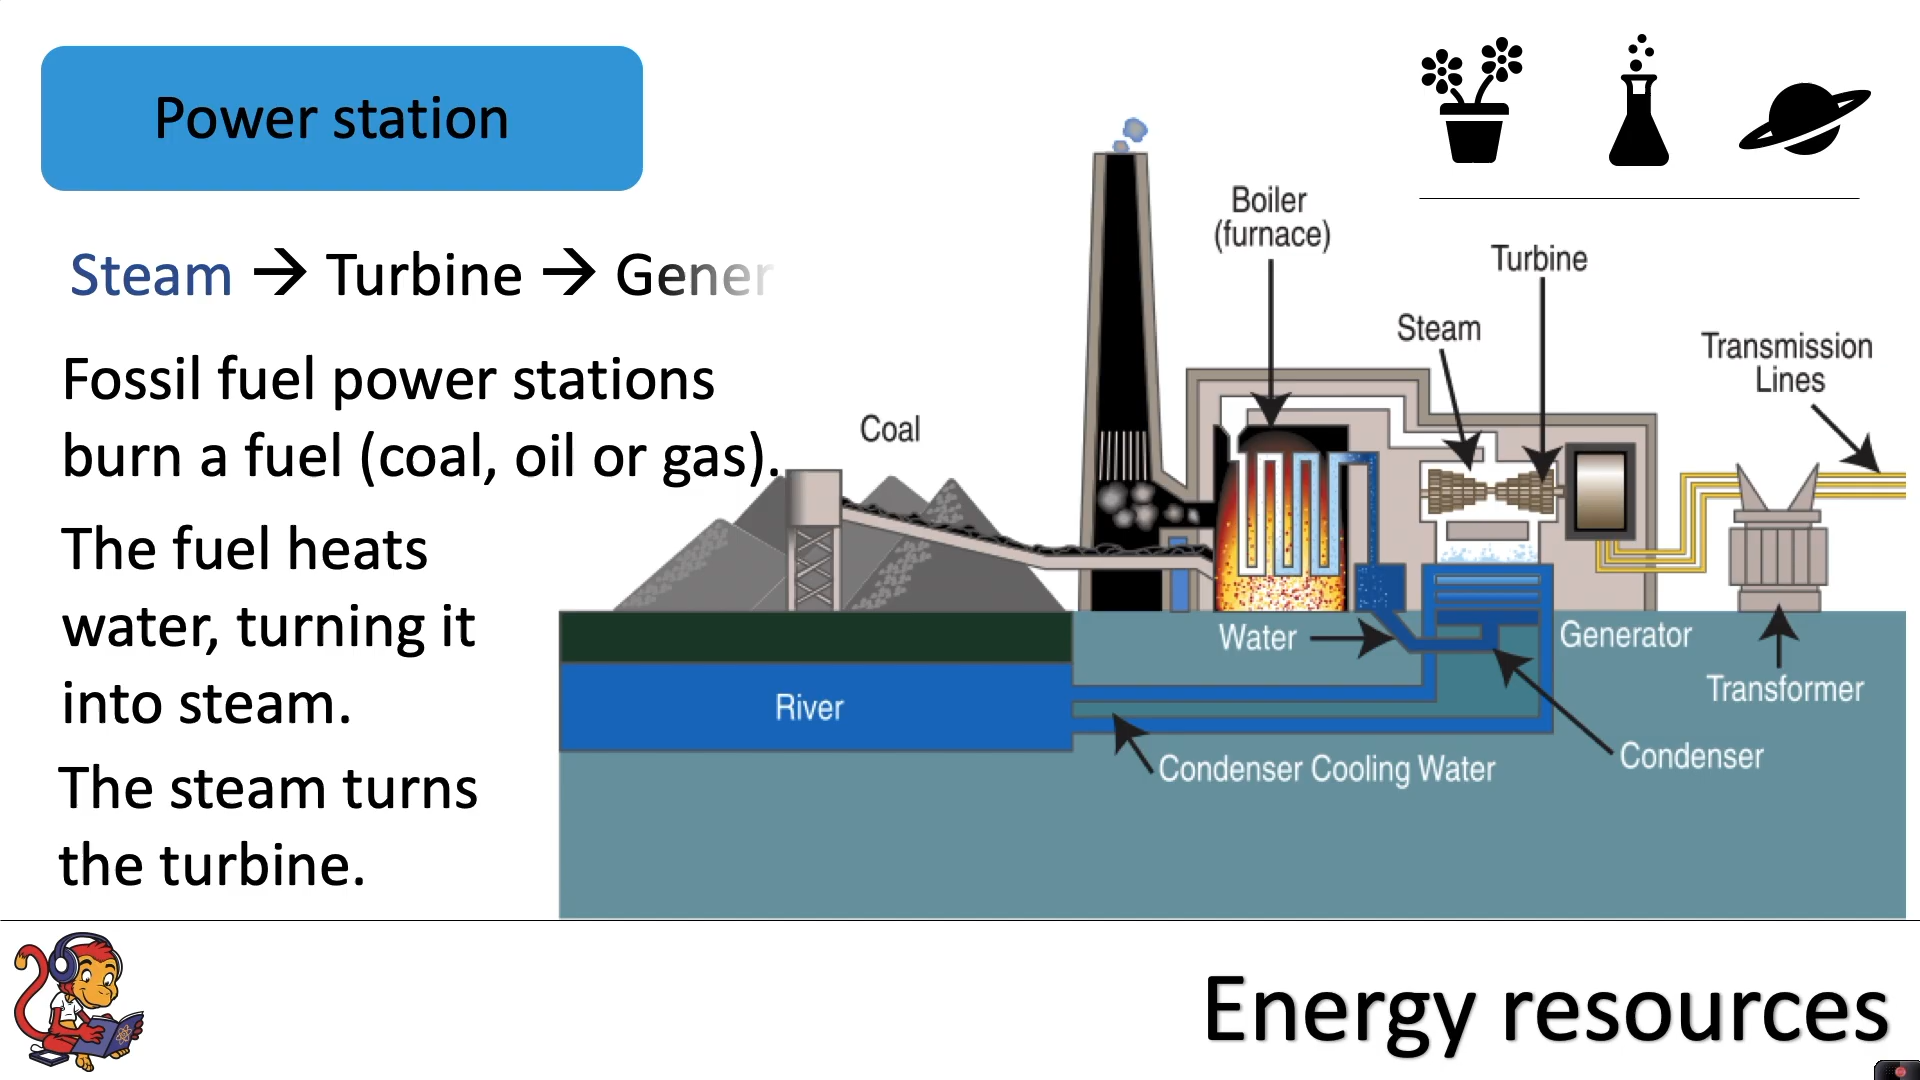 Power station
Steam → Turbine → Gener
Fossil fuel power stations
burn a fuel (coal, oil or gas).
The fuel heats
water, turning it
into steam.
The steam turns
the turbine.
Boiler
(furnace)
Turbine
Steam
Transmission
Lines
Coal
Water
Generator
Transformer
River
Condenser
Condenser Cooling Water
Energy resources